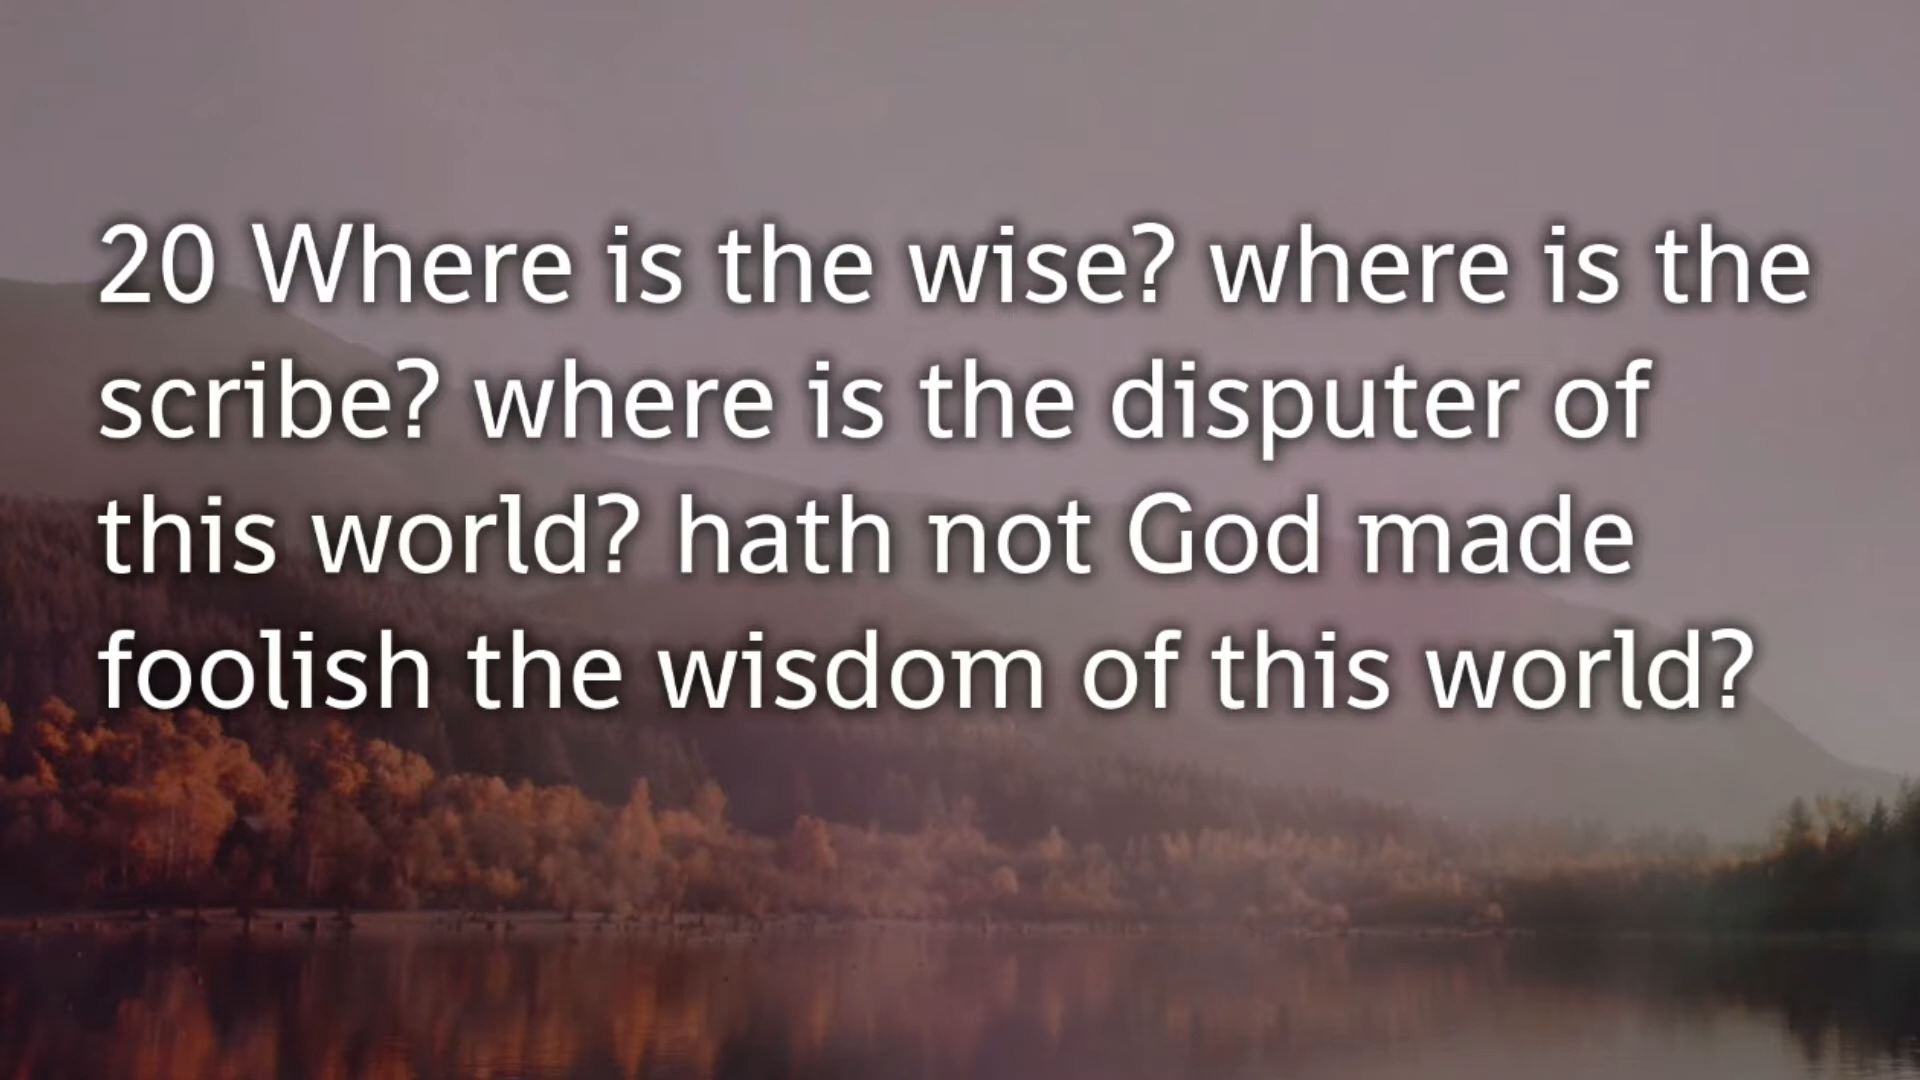 20 Where is the wise? where is the
scribe? where is the disputer of
this world? hath not God made
foolish the wisdom of this world?